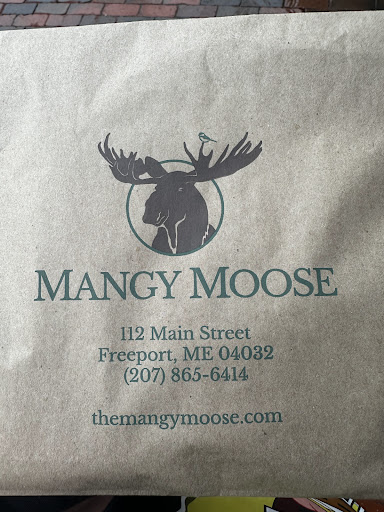 MANGY MOOSE
112 Main Street
Freeport, ME 04032
(207) 865-6414
themangymoose.com